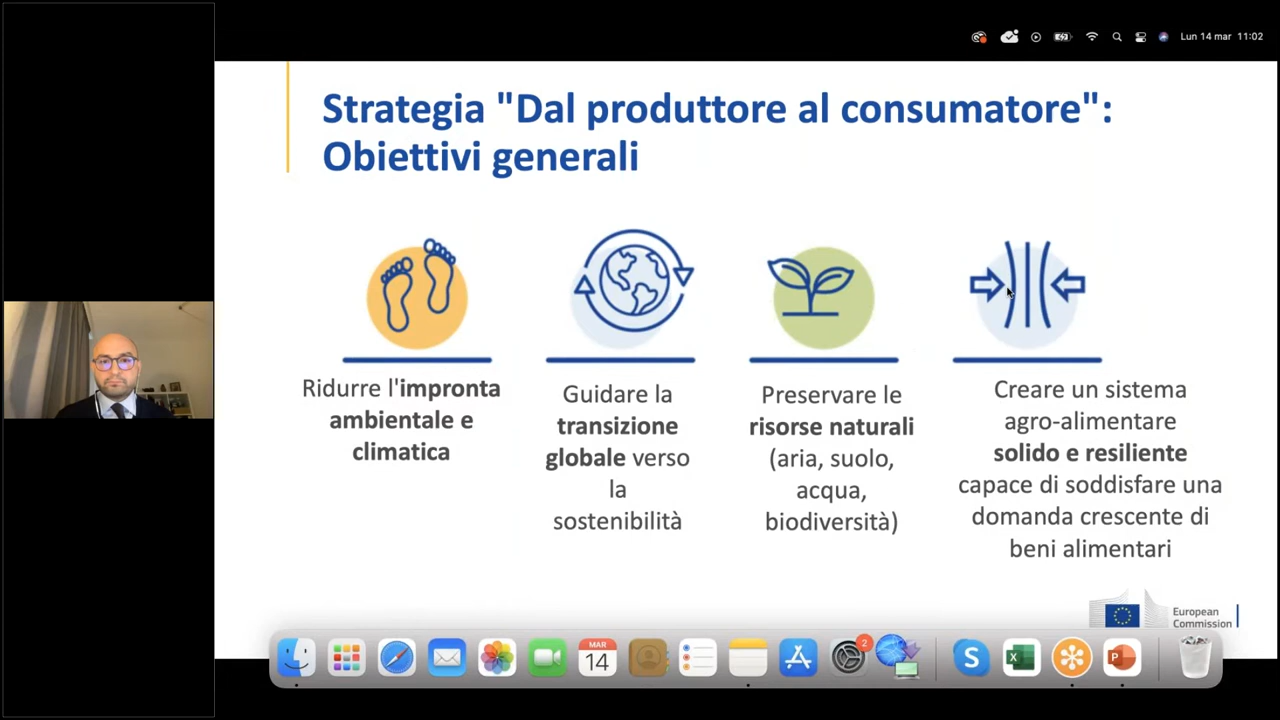 Lun 14 mar 11:02
Strategia "Dal produttore al consumatore":
Obiettivi generali
Ridurre l'impronta
ambientale e
climatica
Guidare la
transizione
globale verso
la
sostenibilità
Preservare le
risorse naturali
(aria, suolo,
acqua,
biodiversità)
Creare un sistema
agro-alimentare
solido e resiliente
capace di soddisfare una
domanda crescente di
beni alimentari
European
Commission
MAR
14
2
S
X
P